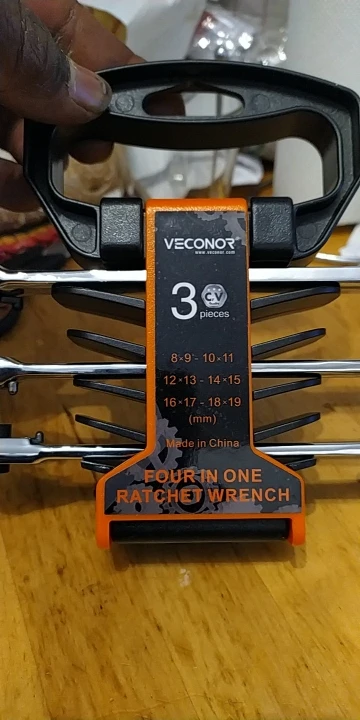 VECONOR
www.veconor.com
3 CV
pieces
8×9 - 10×11
12×13 - 14×15
16×17 - 18×19
(mm)
Made in China
FOUR IN ONE
RATCHET WRENCH